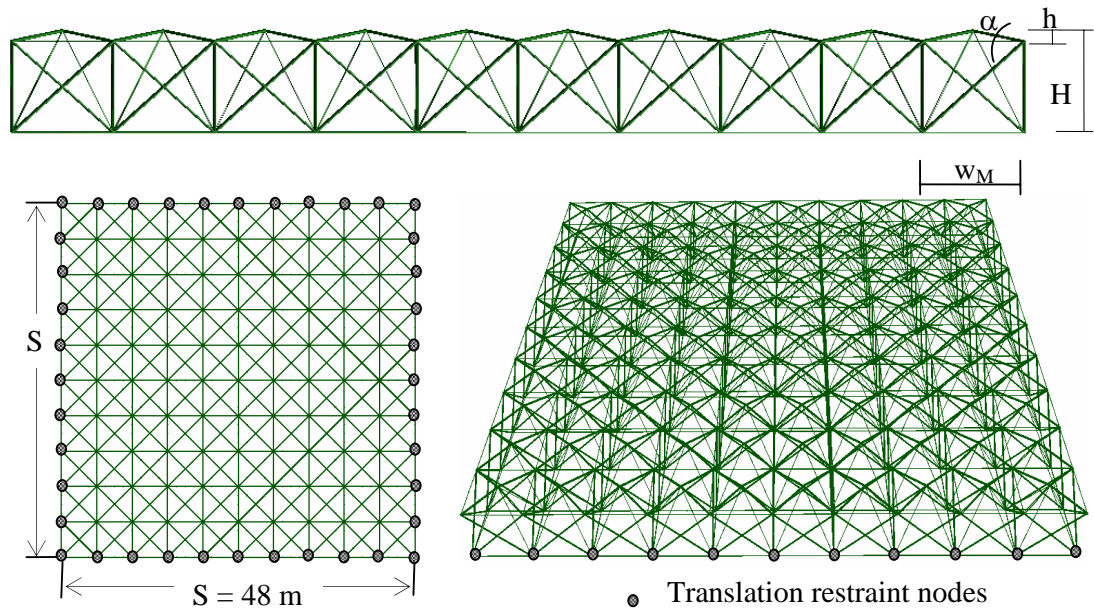 α
h
H
w_M
S
S = 48 m
Translation restraint nodes